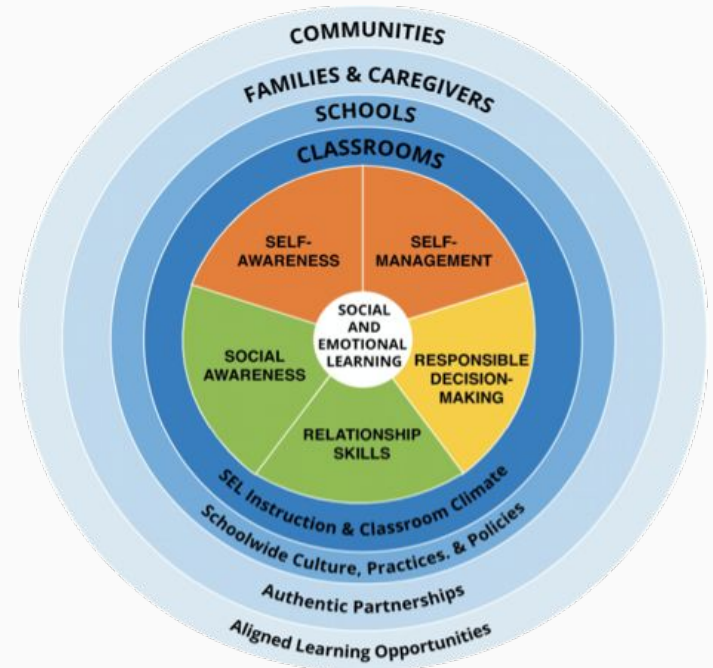 COMMUNITIES
FAMILIES & CAREGIVERS
SCHOOLS
CLASSROOMS
SELF-
AWARENESS
SELF-
MANAGEMENT
SOCIAL
AND
EMOTIONAL
LEARNING
SOCIAL
AWARENESS
RESPONSIBLE
DECISION-
MAKING
RELATIONSHIP
SKILLS
SEL Instruction & Classroom Climate
Schoolwide Culture, Practices. & Policies
Authentic Partnerships
Aligned Learning Opportunities